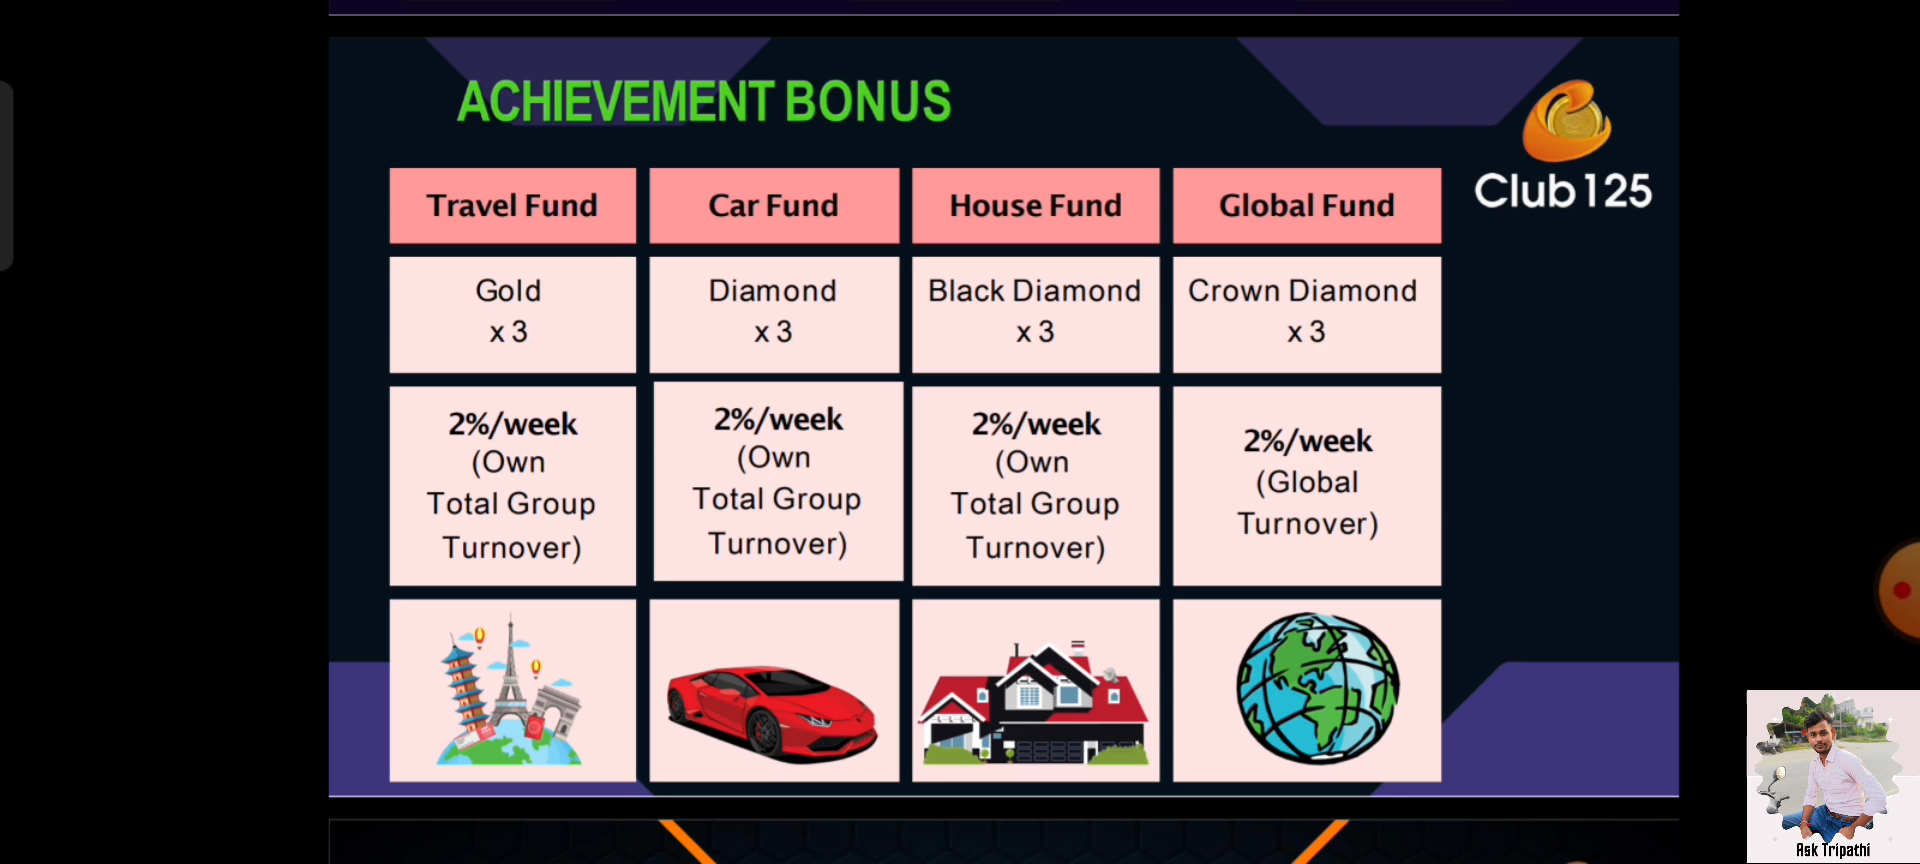 ACHIEVEMENT BONUS
Club125
Travel Fund
Car Fund
House Fund
Global Fund
Gold
x 3
Diamond
x 3
Black Diamond
x 3
Crown Diamond
x 3
2%/week
(Own
Total Group
Turnover)
2%/week
(Own
Total Group
Turnover)
2%/week
(Own
Total Group
Turnover)
2%/week
(Global
Turnover)
Ask Tripathi